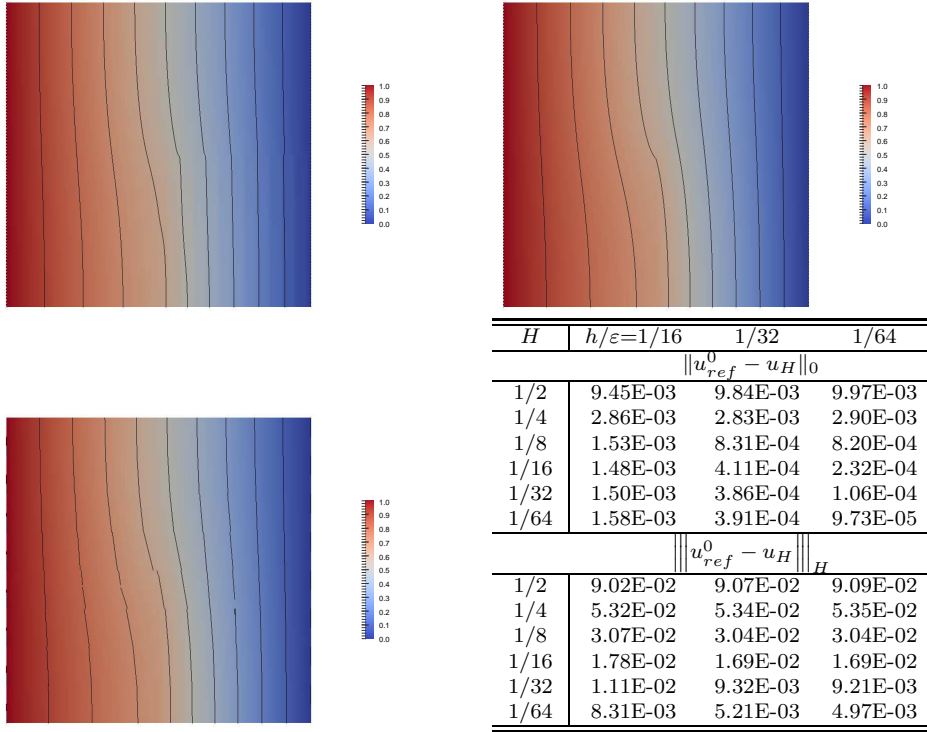 1.0
0.9
0.8
0.7
0.6
0.5
0.4
0.3
0.2
0.1
0.0
1.0
0.9
0.8
0.7
0.6
0.5
0.4
0.3
0.2
0.1
0.0
1.0
0.9
0.8
0.7
0.6
0.5
0.4
0.3
0.2
0.1
0.0
H h/ε=1/16 1/32 1/64
‖u⁰_ref − u_H‖₀
1/2 9.45E-03 9.84E-03 9.97E-03
1/4 2.86E-03 2.83E-03 2.90E-03
1/8 1.53E-03 8.31E-04 8.20E-04
1/16 1.48E-03 4.11E-04 2.32E-04
1/32 1.50E-03 3.86E-04 1.06E-04
1/64 1.58E-03 3.91E-04 9.73E-05
|||u⁰_ref − u_H|||_H
1/2 9.02E-02 9.07E-02 9.09E-02
1/4 5.32E-02 5.34E-02 5.35E-02
1/8 3.07E-02 3.04E-02 3.04E-02
1/16 1.78E-02 1.69E-02 1.69E-02
1/32 1.11E-02 9.32E-03 9.21E-03
1/64 8.31E-03 5.21E-03 4.97E-03